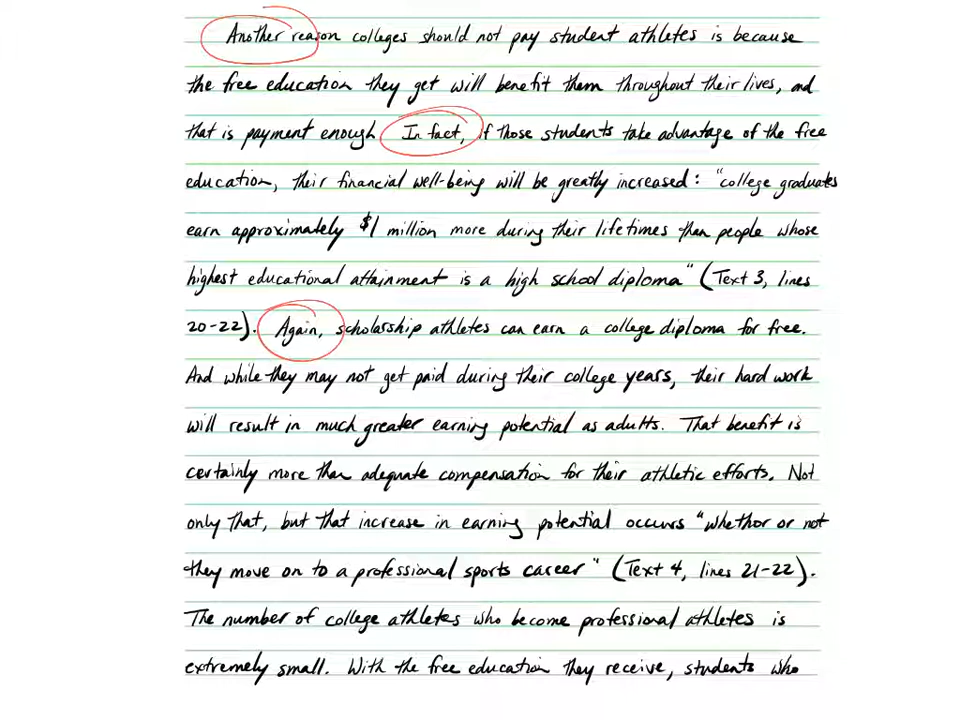 Another reason colleges should not pay student athletes is because
the free education they get will benefit them throughout their lives, and
that is payment enough. In fact, if those students take advantage of the free
education, their financial well-being will be greatly increased: "college graduates
earn approximately $1 million more during their lifetimes than people whose
highest educational attainment is a high school diploma" (Text 3, lines
20-22). Again, scholarship athletes can earn a college diploma for free.
And while they may not get paid during their college years, their hard work
will result in much greater earning potential as adults. That benefit is
certainly more than adequate compensation for their athletic efforts. Not
only that, but that increase in earning potential occurs "whether or not
they move on to a professional sports career" (Text 4, lines 21-22).
The number of college athletes who become professional athletes is
extremely small. With the free education they receive, students who